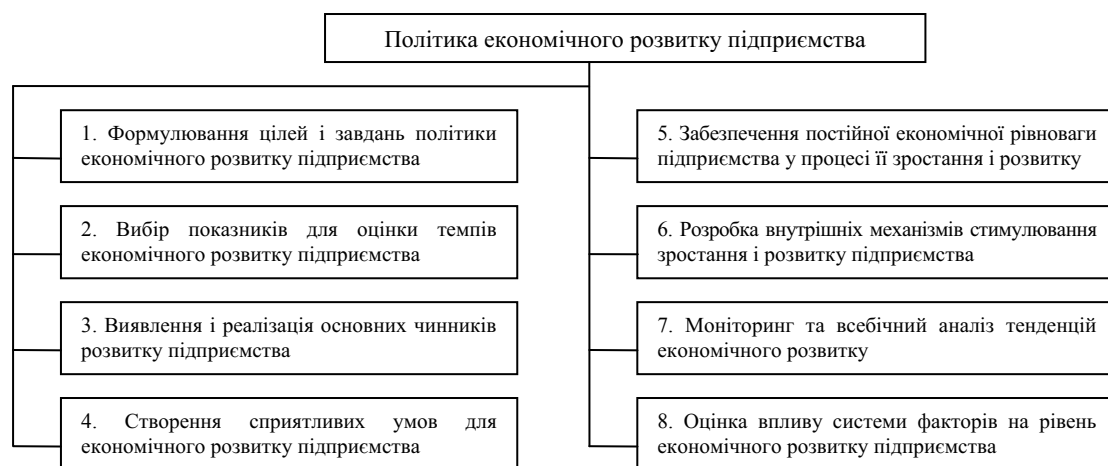 Політика економічного розвитку підприємства
1. Формулювання цілей і завдань політики
економічного розвитку підприємства
2. Вибір показників для оцінки темпів
економічного розвитку підприємства
3. Виявлення і реалізація основних чинників
розвитку підприємства
4. Створення сприятливих умов для
економічного розвитку підприємства
5. Забезпечення постійної економічної рівноваги
підприємства у процесі її зростання і розвитку
6. Розробка внутрішніх механізмів стимулювання
зростання і розвитку підприємства
7. Моніторинг та всебічний аналіз тенденцій
економічного розвитку
8. Оцінка впливу системи факторів на рівень
економічного розвитку підприємства